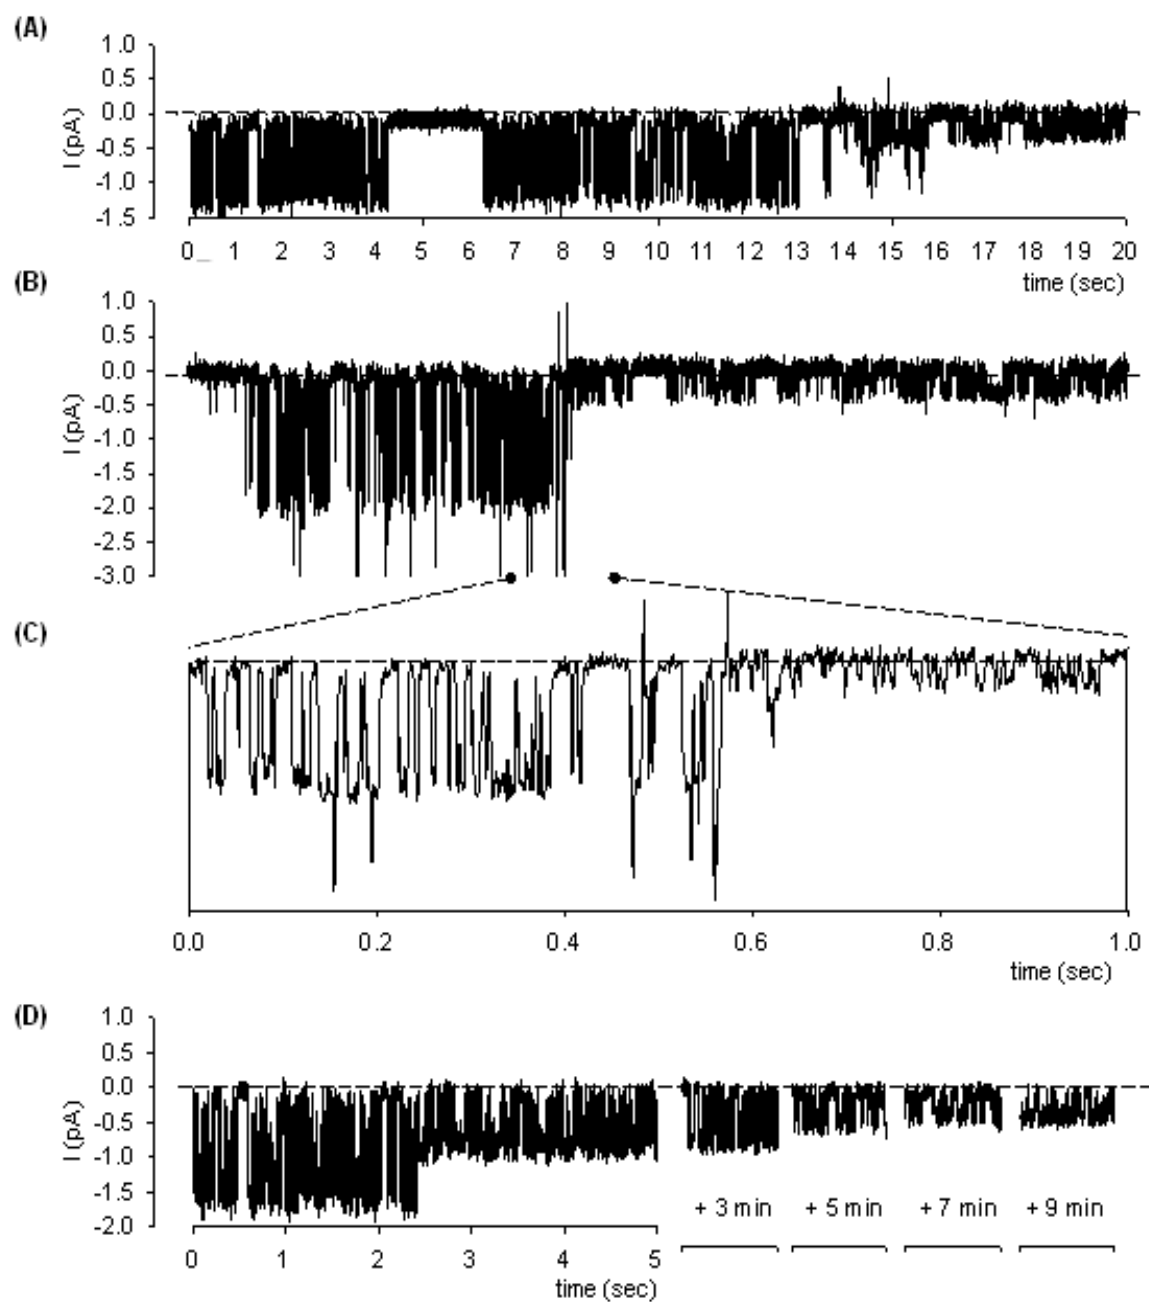 (A)
1.0
0.5
0.0
-0.5
-1.0
-1.5
I (pA)
0 1 2 3 4 5 6 7 8 9 10 11 12 13 14 15 16 17 18 19 20
time (sec)
(B)
1.0
0.5
0.0
-0.5
-1.0
-1.5
-2.0
-2.5
-3.0
I (pA)
(C)
0.0 0.2 0.4 0.6 0.8 1.0
time (sec)
(D)
1.0
0.5
0.0
-0.5
-1.0
-1.5
-2.0
I (pA)
+ 3 min + 5 min + 7 min + 9 min
0 1 2 3 4 5
time (sec)